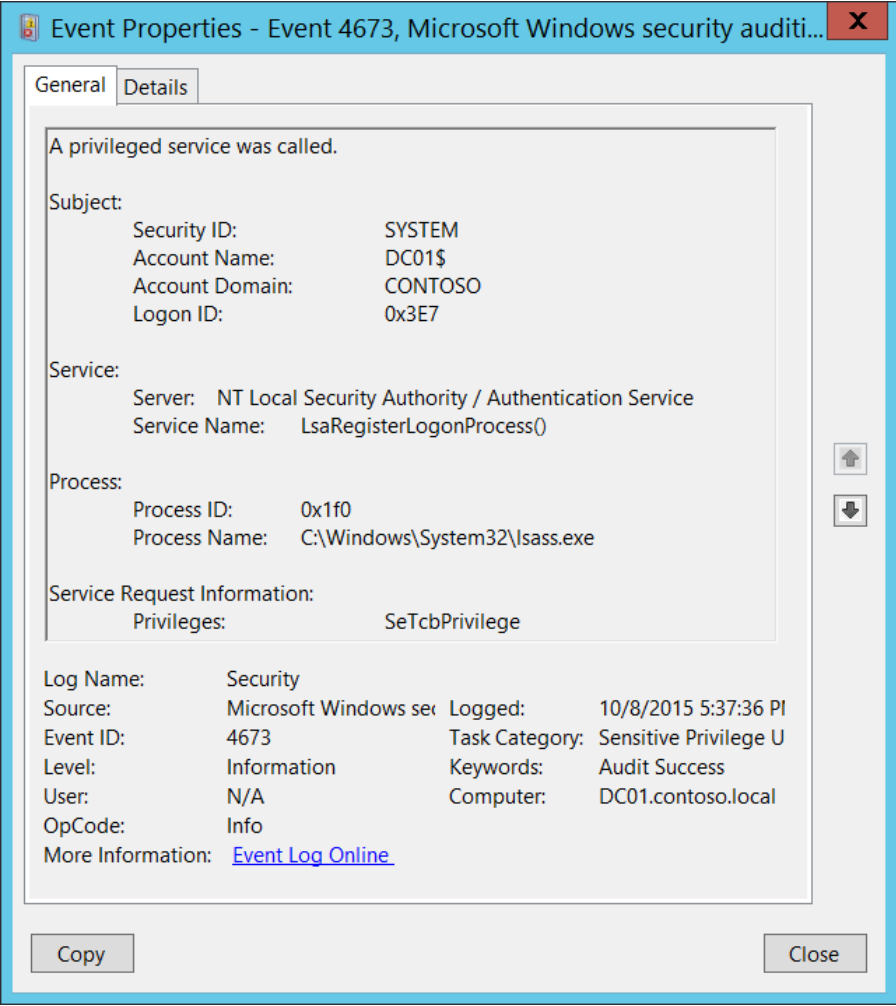 Event Properties - Event 4673, Microsoft Windows security auditi...
General Details
A privileged service was called.
Subject:
Security ID: SYSTEM
Account Name: DC01$
Account Domain: CONTOSO
Logon ID: 0x3E7
Service:
Server: NT Local Security Authority / Authentication Service
Service Name: LsaRegisterLogonProcess()
Process:
Process ID: 0x1f0
Process Name: C:\Windows\System32\lsass.exe
Service Request Information:
Privileges: SeTcbPrivilege
Log Name: Security
Source: Microsoft Windows sec Logged: 10/8/2015 5:37:36 PM
Event ID: 4673 Task Category: Sensitive Privilege U
Level: Information Keywords: Audit Success
User: N/A Computer: DC01.contoso.local
OpCode: Info
More Information: Event Log Online
Copy Close